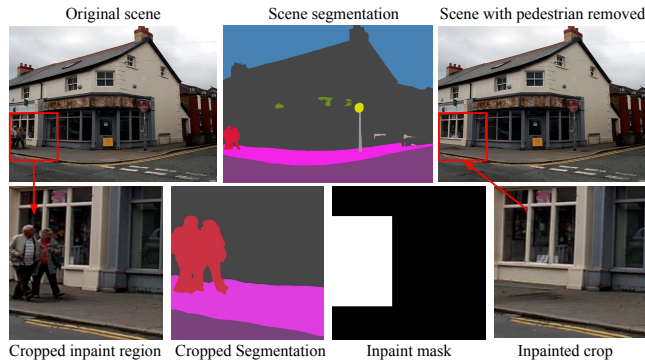 Original scene
Scene segmentation
Scene with pedestrian removed
Cropped inpaint region
Cropped Segmentation
Inpaint mask
Inpainted crop